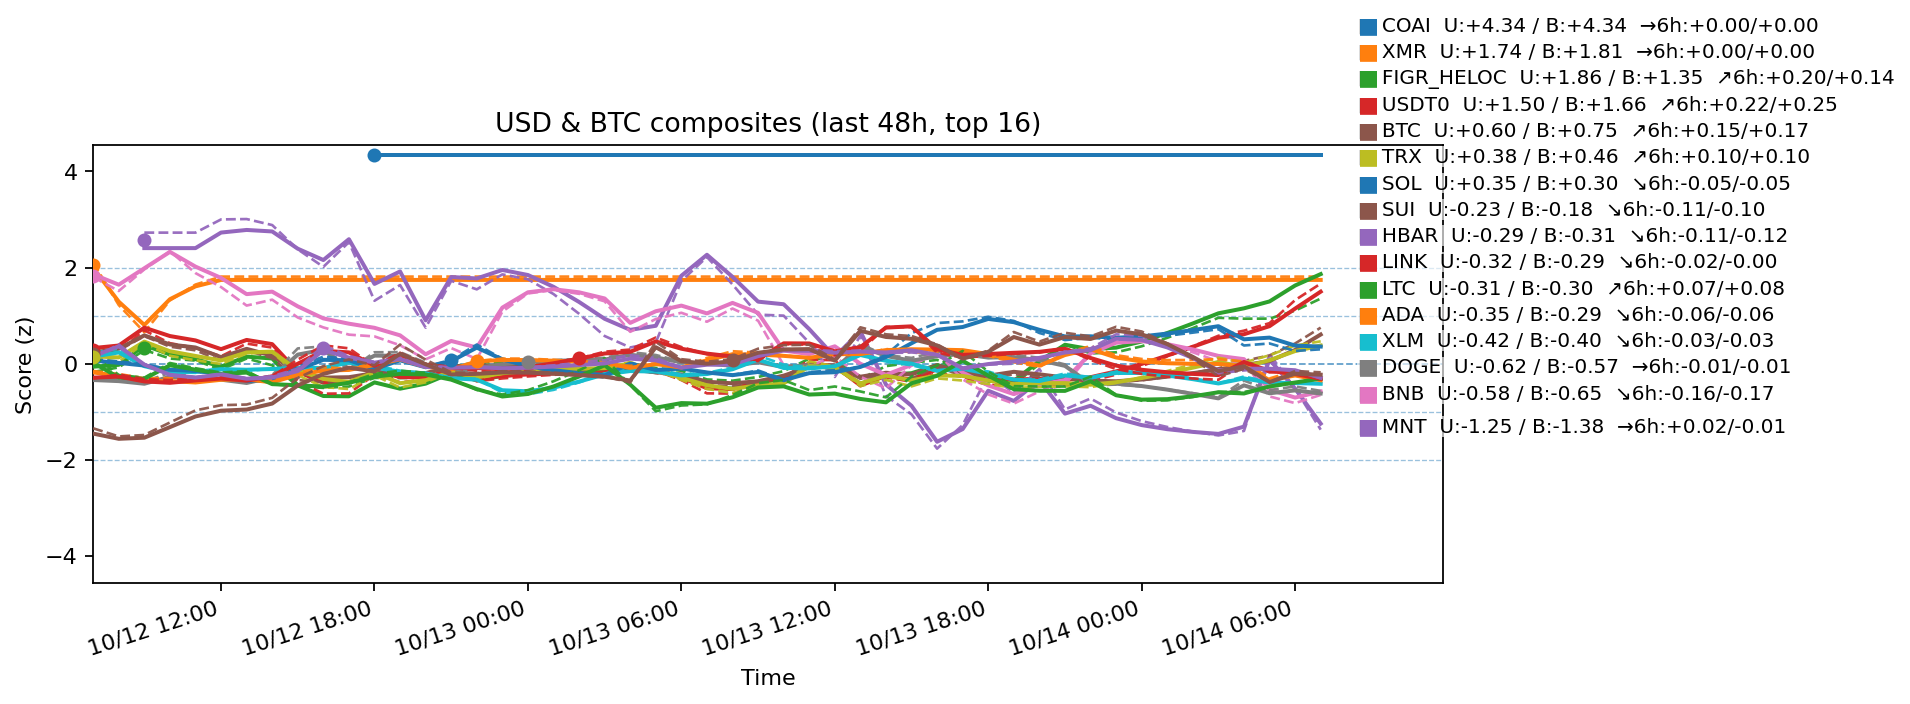 COAI  U:+4.34 / B:+4.34  →6h:+0.00/+0.00
XMR  U:+1.74 / B:+1.81  →6h:+0.00/+0.00
FIGR_HELOC  U:+1.86 / B:+1.35  ↗6h:+0.20/+0.14
USDT0  U:+1.50 / B:+1.66  ↗6h:+0.22/+0.25
BTC  U:+0.60 / B:+0.75  ↗6h:+0.15/+0.17
TRX  U:+0.38 / B:+0.46  ↗6h:+0.10/+0.10
SOL  U:+0.35 / B:+0.30  ↘6h:-0.05/-0.05
SUI  U:-0.23 / B:-0.18  ↘6h:-0.11/-0.10
HBAR  U:-0.29 / B:-0.31  ↘6h:-0.11/-0.12
LINK  U:-0.32 / B:-0.29  ↘6h:-0.02/-0.00
LTC  U:-0.31 / B:-0.30  ↗6h:+0.07/+0.08
ADA  U:-0.35 / B:-0.29  ↘6h:-0.06/-0.06
XLM  U:-0.42 / B:-0.40  ↘6h:-0.03/-0.03
DOGE  U:-0.62 / B:-0.57  →6h:-0.01/-0.01
BNB  U:-0.58 / B:-0.65  ↘6h:-0.16/-0.17
MNT  U:-1.25 / B:-1.38  →6h:+0.02/-0.01
USD & BTC composites (last 48h, top 16)
Score (z)
4
2
0
−2
−4
10/12 12:00
10/12 18:00
10/13 00:00
10/13 06:00
10/13 12:00
10/13 18:00
10/14 00:00
10/14 06:00
Time